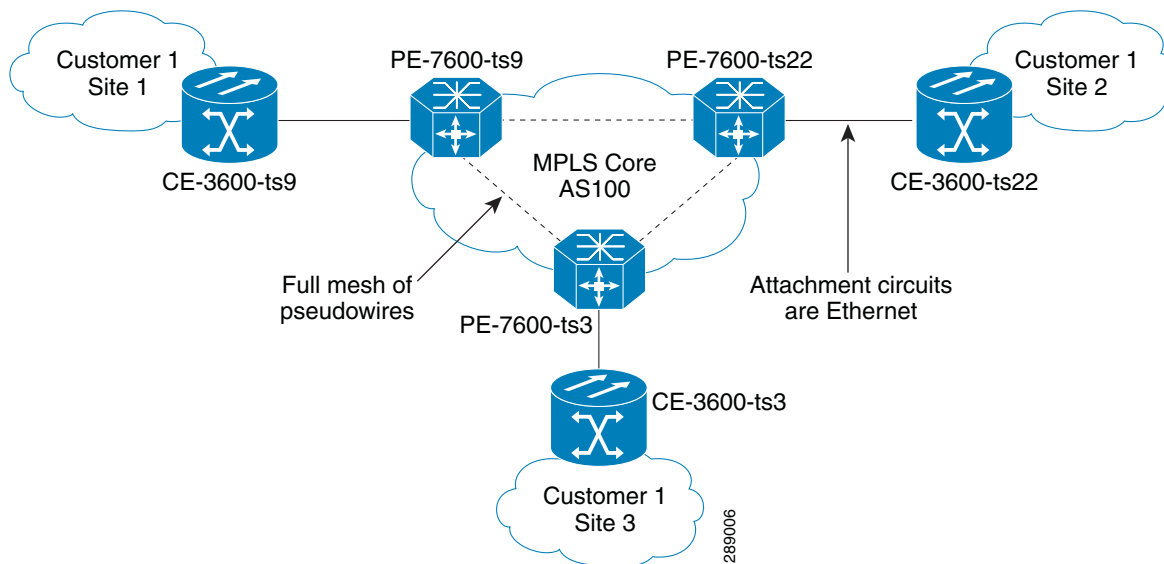 Customer 1
Site 1
PE-7600-ts9
PE-7600-ts22
Customer 1
Site 2
CE-3600-ts9
MPLS Core
AS100
CE-3600-ts22
Full mesh of
pseudowires
Attachment circuits
are Ethernet
PE-7600-ts3
CE-3600-ts3
Customer 1
Site 3
289006